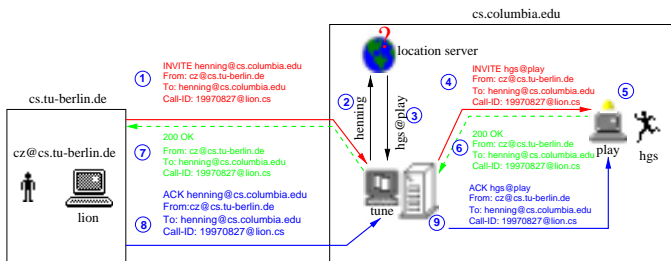 cs.columbia.edu
?
location server
1
INVITE henning@cs.columbia.edu
From: cz@cs.tu-berlin.de
To: henning@cs.columbia.edu
Call-ID: 19970827@lion.cs
2
henning
3
hgs@play
4
INVITE hgs@play
From: cz@cs.tu-berlin.de
To: henning@cs.columbia.edu
Call-ID: 19970827@lion.cs
5
play
hgs
cs.tu-berlin.de
cz@cs.tu-berlin.de
lion
7
200 OK
From: cz@cs.tu-berlin.de
To: henning@cs.columbia.edu
Call-ID: 19970827@lion.cs
6
200 OK
From: cz@cs.tu-berlin.de
To: henning@cs.columbia.edu
Call-ID: 19970827@lion.cs
tune
8
ACK henning@cs.columbia.edu
From:cz@cs.tu-berlin.de
To: henning@cs.columbia.edu
Call-ID: 19970827@lion.cs
9
ACK hgs@play
From: cz@cs.tu-berlin.de
To: henning@cs.columbia.edu
Call-ID: 19970827@lion.cs